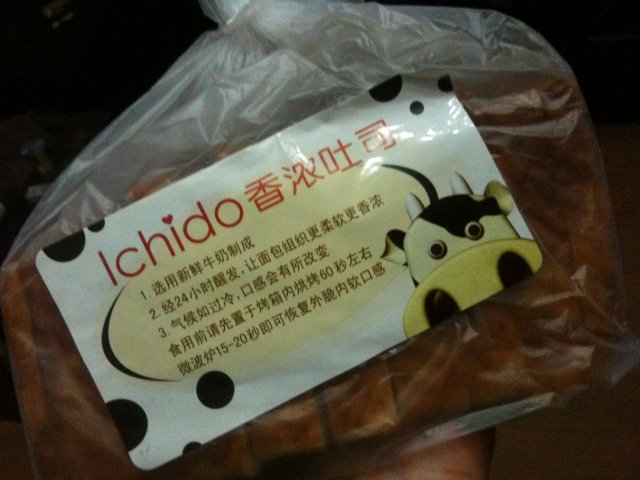 Ichido香浓吐司
1. 选用新鲜牛奶制成
2. 经24小时醒发，让面包组织更柔软更香浓
3. 气候如过冷，口感会有所改变
食用前请先置于烤箱内烘烤60秒左右
微波炉15-20秒即可恢复外脆内软口感